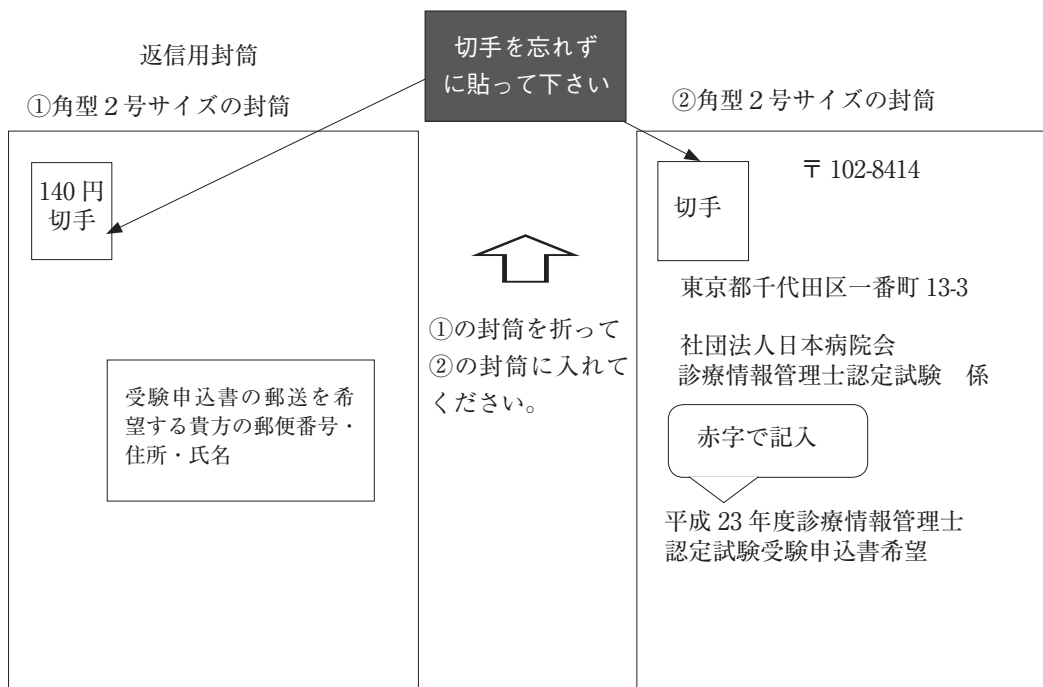 切手を忘れず
に貼って下さい
返信用封筒
①角型２号サイズの封筒
140 円
切手
受験申込書の郵送を希
望する貴方の郵便番号・
住所・氏名
①の封筒を折って
②の封筒に入れて
ください。
②角型２号サイズの封筒
切手
〒 102-8414
東京都千代田区一番町 13-3
社団法人日本病院会
診療情報管理士認定試験　係
赤字で記入
平成 23 年度診療情報管理士
認定試験受験申込書希望